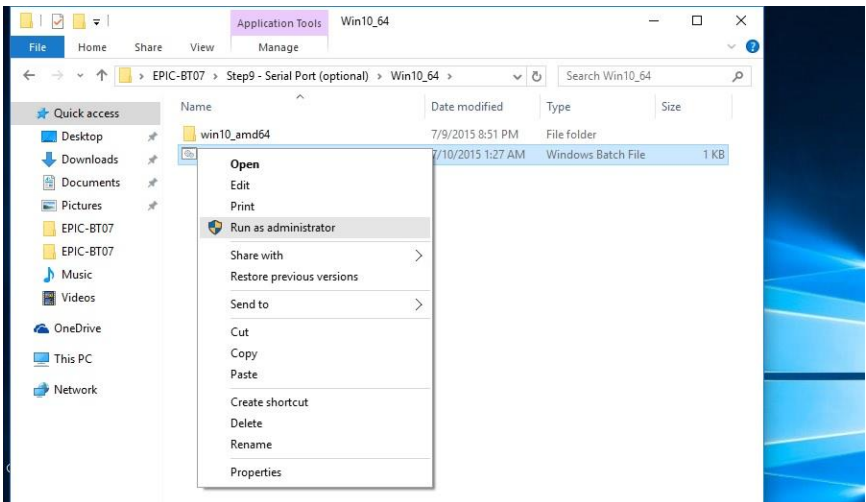 Application Tools Win10_64
File Home Share View Manage
EPIC-BT07 Step9 - Serial Port (optional) Win10_64 Search Win10_64
Name Date modified Type Size
Quick access
Desktop
Downloads
Documents
Pictures
EPIC-BT07
EPIC-BT07
Music
Videos
OneDrive
This PC
Network
win10_amd64 7/9/2015 8:51 PM File folder
7/10/2015 1:27 AM Windows Batch File 1 KB
Open
Edit
Print
Run as administrator
Share with
Restore previous versions
Send to
Cut
Copy
Paste
Create shortcut
Delete
Rename
Properties